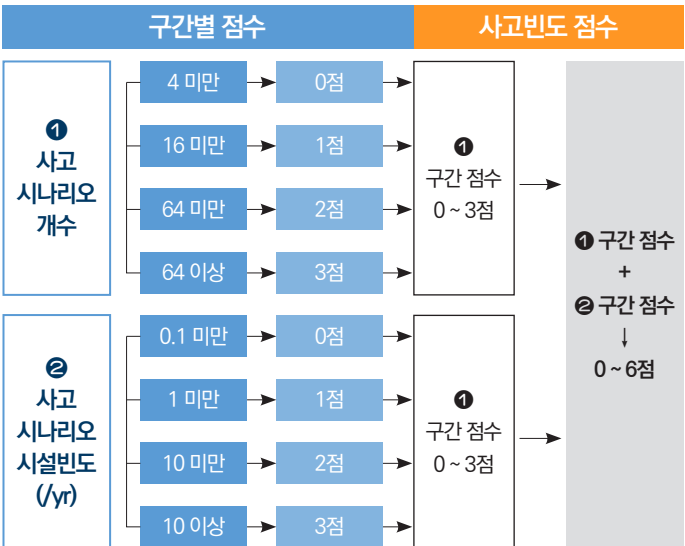 구간별 점수
사고빈도 점수
❶
사고
시나리오
개수
4 미만
0점
16 미만
1점
64 미만
2점
64 이상
3점
❶
구간 점수
0 ~ 3점
❷
사고
시나리오
시설빈도
(/yr)
0.1 미만
0점
1 미만
1점
10 미만
2점
10 이상
3점
❶
구간 점수
0 ~ 3점
❶ 구간 점수
+
❷ 구간 점수
↓
0 ~ 6점